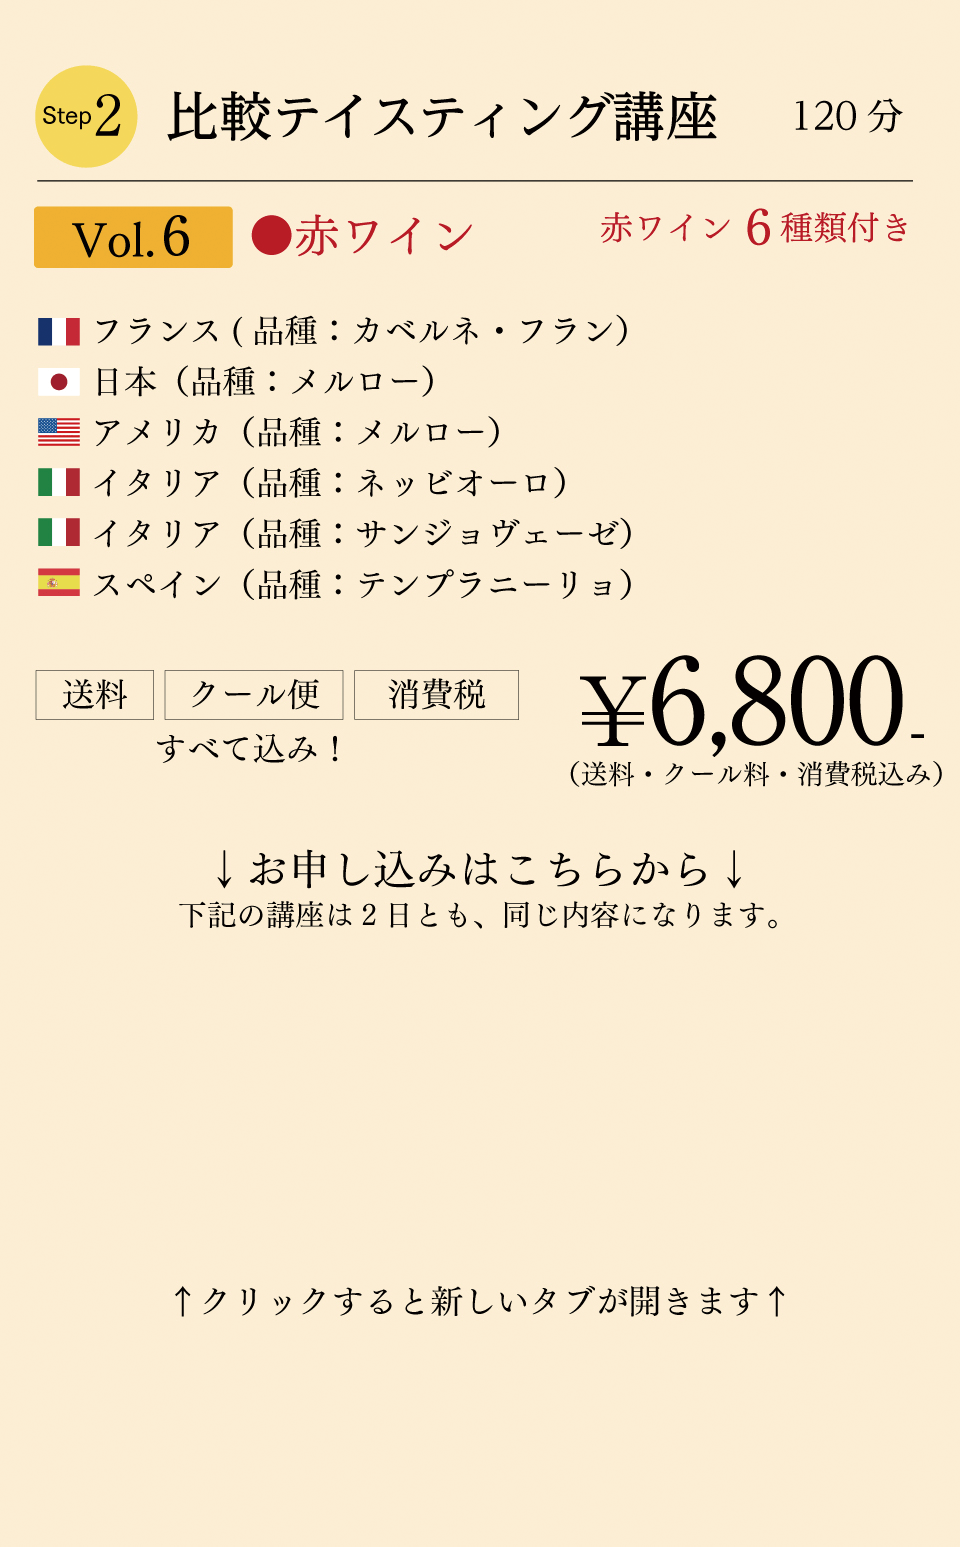 Step2 比較テイスティング講座 120分
Vol.6 ●赤ワイン 赤ワイン 6 種類付き
フランス ( 品種：カベルネ・フラン）
日本（品種：メルロー）
アメリカ（品種：メルロー）
イタリア（品種：ネッビオーロ）
イタリア（品種：サンジョヴェーゼ）
スペイン（品種：テンプラニーリョ）
送料 クール便 消費税
すべて込み！
¥6,800-
（送料・クール料・消費税込み）
↓お申し込みはこちらから↓
下記の講座は 2 日とも、同じ内容になります。
↑クリックすると新しいタブが開きます↑